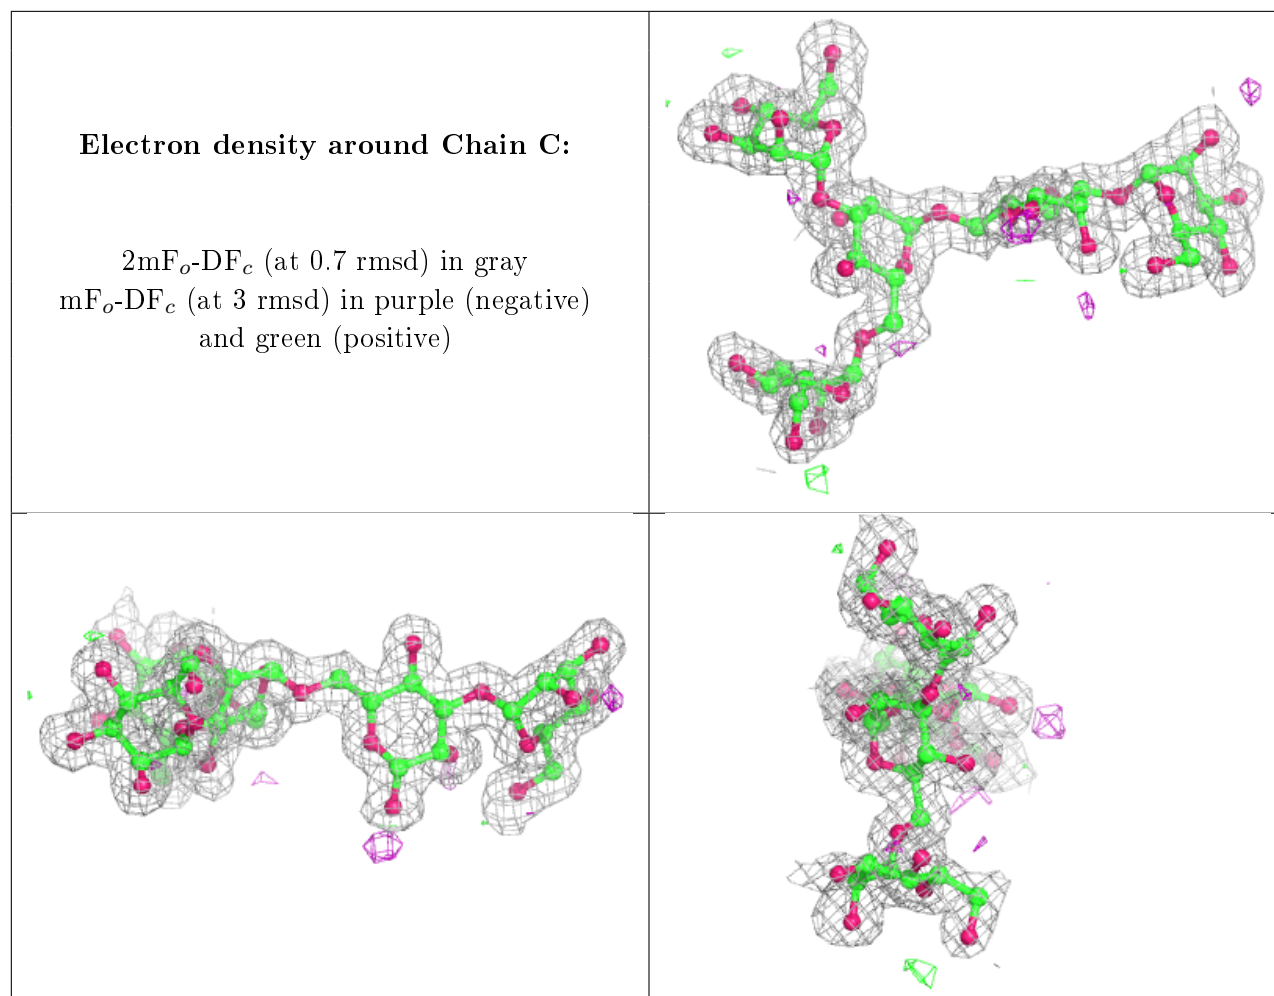 Electron density around Chain C:
2mFₒ-DF𝒸 (at 0.7 rmsd) in gray
mFₒ-DF𝒸 (at 3 rmsd) in purple (negative)
and green (positive)